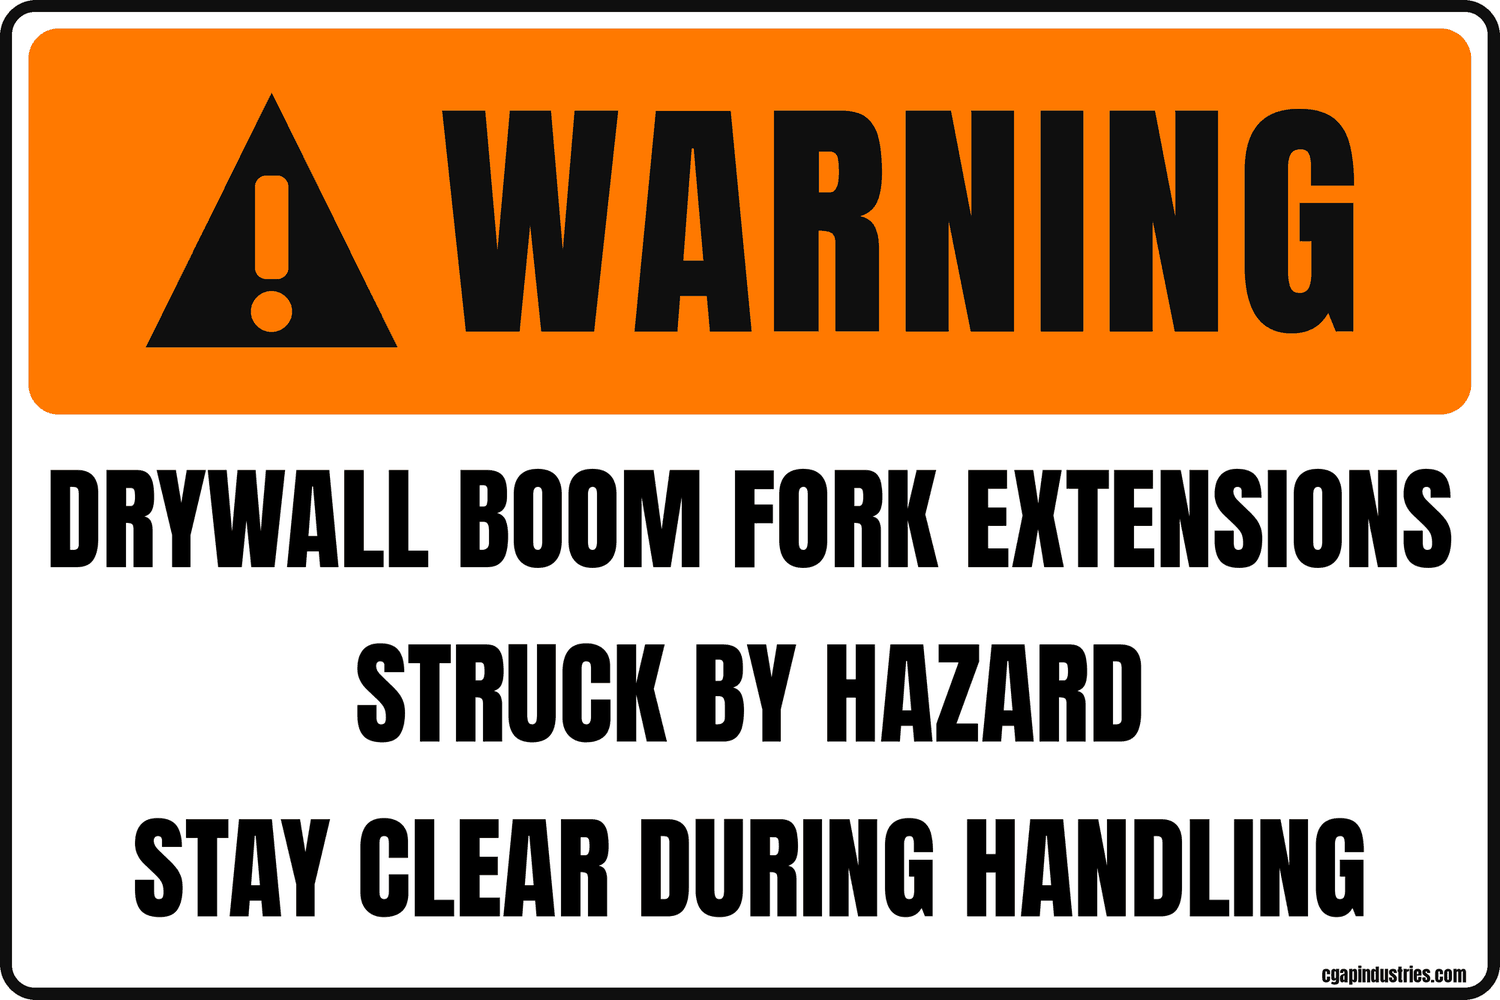 WARNING
DRYWALL BOOM FORK EXTENSIONS
STRUCK BY HAZARD
STAY CLEAR DURING HANDLING
cgapindustries.com